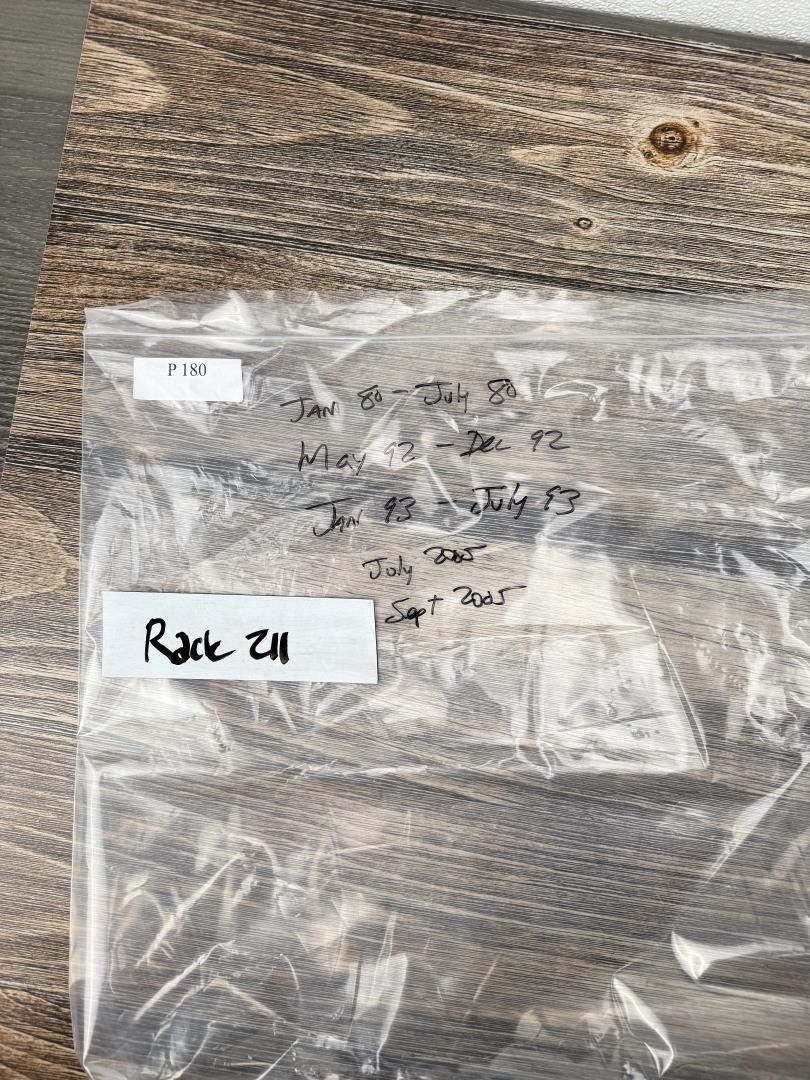 P 180
JAN 80 - July 80
May 92 - Dec 92
Jan 93 - July 93
July 2005
Sept 2005
Rack 211